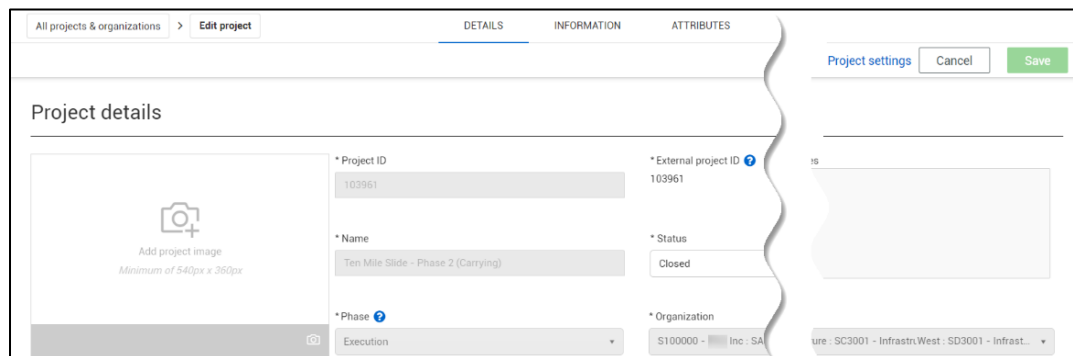 All projects & organizations > Edit project DETAILS INFORMATION ATTRIBUTES
Project settings Cancel Save
Project details
* Project ID * External project ID
103961 103961
Add project image
Minimum of 540px x 360px
* Name * Status
Ten Mile Slide - Phase 2 (Carrying) Closed
* Phase * Organization
Execution S100000 - Inc : SA ure : SC3001 - Infrastr.West : SD3001 - Infrast...